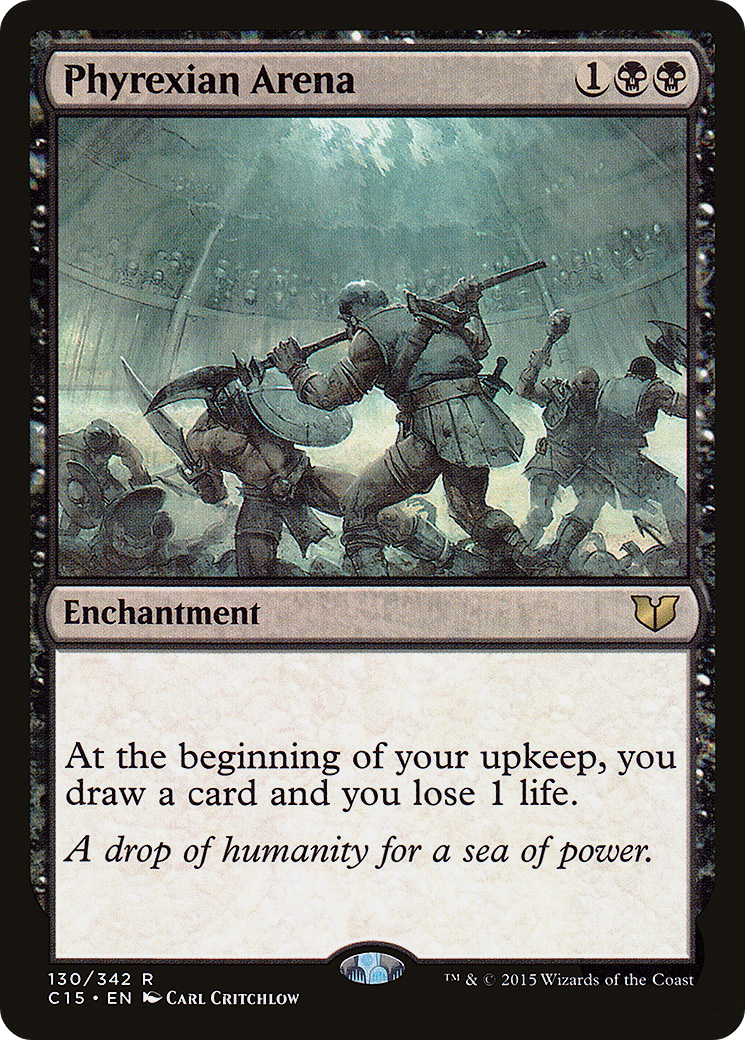 Phyrexian Arena 1
Enchantment
At the beginning of your upkeep, you
draw a card and you lose 1 life.
A drop of humanity for a sea of power.
130/342 R
C15 • EN Carl Critchlow
™ & © 2015 Wizards of the Coast